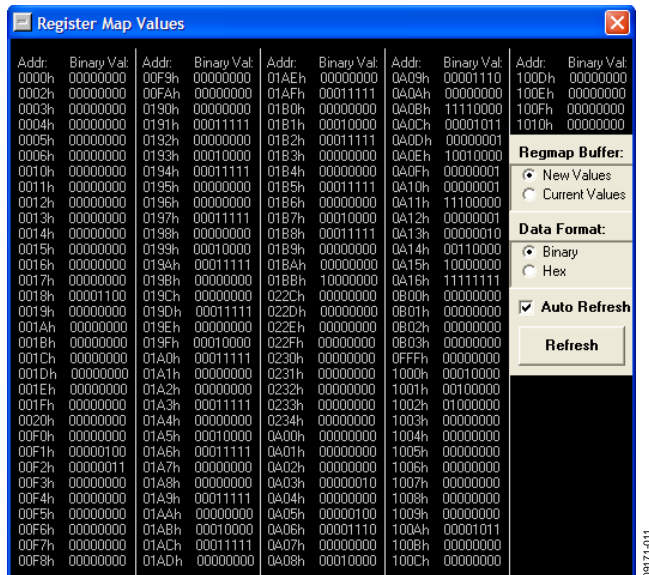 Register Map Values
Addr: Binary Val:
0000h 00000000
0002h 00000000
0003h 00000000
0004h 00000000
0005h 00000000
0006h 00000000
0010h 00000000
0011h 00000000
0012h 00000000
0013h 00000000
0014h 00000000
0015h 00000000
0016h 00000000
0017h 00000000
0018h 00001100
0019h 00000000
001Ah 00000000
001Bh 00000000
001Ch 00000000
001Dh 00000000
001Eh 00000000
001Fh 00000000
0020h 00000000
00F0h 00000000
00F1h 00000100
00F2h 00000011
00F3h 00000000
00F4h 00000000
00F5h 00000000
00F6h 00000000
00F7h 00000000
00F8h 00000000
Addr: Binary Val:
00F9h 00000000
00FAh 00000000
0190h 00000000
0191h 00011111
0192h 00000000
0193h 00010000
0194h 00011111
0195h 00000000
0196h 00000000
0197h 00011111
0198h 00000000
0199h 00010000
019Ah 00011111
019Bh 00000000
019Ch 00000000
019Dh 00011111
019Eh 00000000
019Fh 00010000
01A0h 00011111
01A1h 00000000
01A2h 00000000
01A3h 00011111
01A4h 00000000
01A5h 00010000
01A6h 00011111
01A7h 00000000
01A8h 00000000
01A9h 00011111
01AAh 00000000
01ABh 00010000
01ACh 00011111
01ADh 00000000
Addr: Binary Val:
01AEh 00000000
01AFh 00011111
01B0h 00000000
01B1h 00010000
01B2h 00011111
01B3h 00000000
01B4h 00000000
01B5h 00011111
01B6h 00000000
01B7h 00010000
01B8h 00011111
01B9h 00000000
01BAh 00000000
01BBh 10000000
022Ch 00000000
022Dh 00000000
022Eh 00000000
022Fh 00000000
0230h 00000000
0231h 00000000
0232h 00000000
0233h 00000000
0234h 00000000
0A00h 00000000
0A01h 00000000
0A02h 00000000
0A03h 00000010
0A04h 00000000
0A05h 00000100
0A06h 00001110
0A07h 00000000
0A08h 00010000
Addr: Binary Val:
0A09h 00001110
0A0Ah 00000000
0A0Bh 11110000
0A0Ch 00001011
0A0Dh 00000001
0A0Eh 10010000
0A0Fh 00000001
0A10h 00000001
0A11h 11100000
0A12h 00000001
0A13h 00000010
0A14h 00110000
0A15h 10000000
0A16h 11111111
0B00h 00000000
0B01h 00000000
0B02h 00000000
0B03h 00000000
0FFFh 00000000
1000h 00010000
1001h 00100000
1002h 01000000
1003h 00000000
1004h 00000000
1005h 00000000
1006h 00000000
1007h 00000000
1008h 00000000
1009h 00000000
100Ah 00001011
100Bh 00000000
100Ch 00000000
Addr: Binary Val:
100Dh 00000000
100Eh 00000000
100Fh 00000000
1010h 00000000
Regmap Buffer:
New Values
Current Values
Data Format:
Binary
Hex
Auto Refresh
Refresh
09171-011